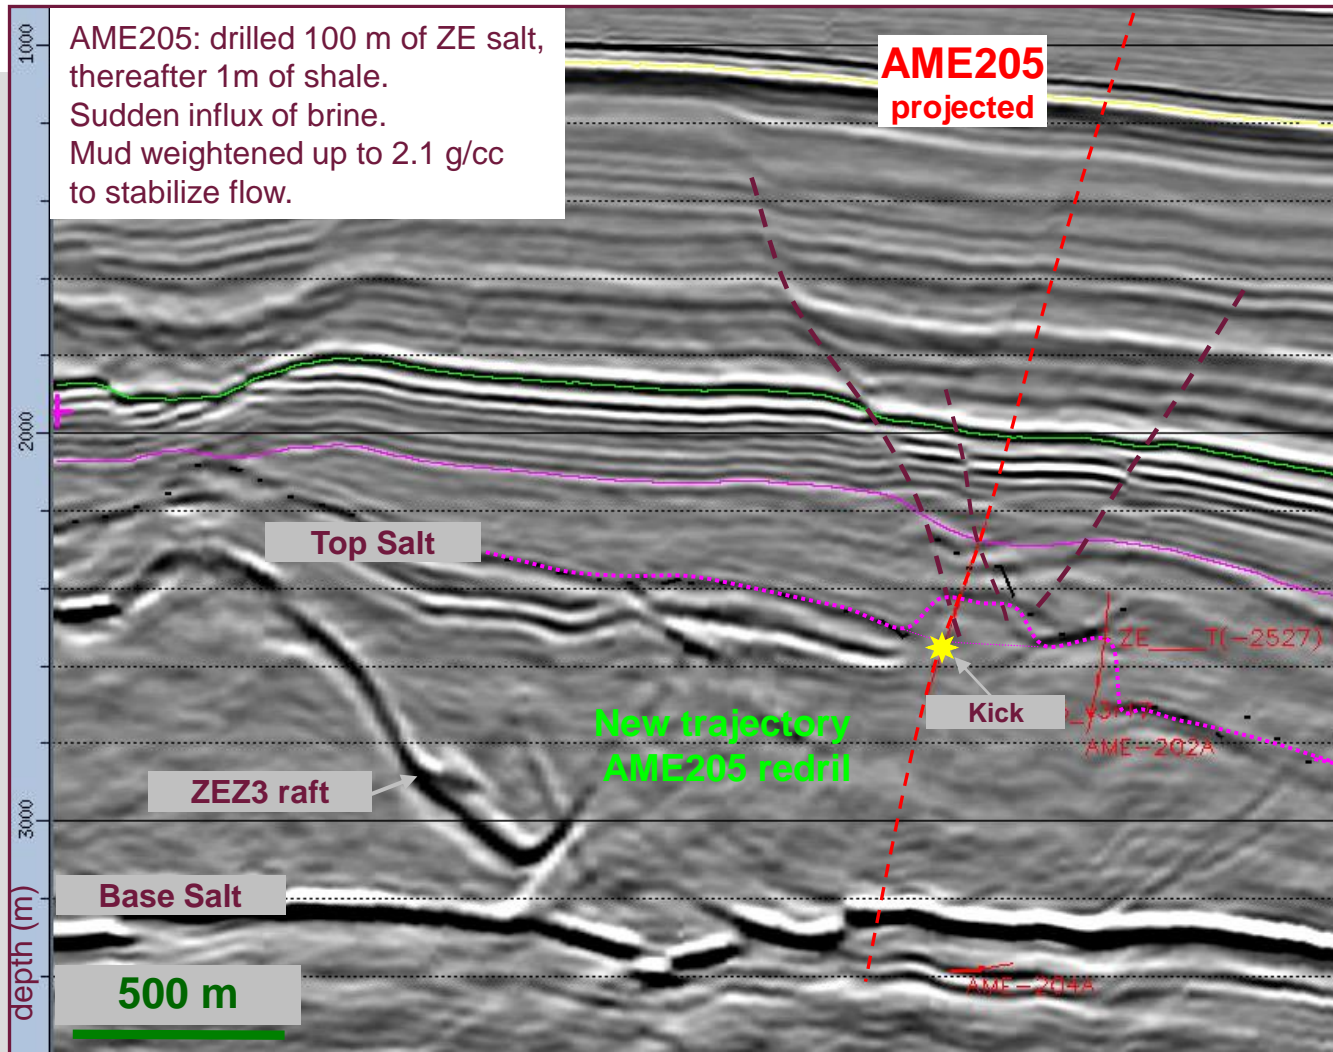 AME205: drilled 100 m of ZE salt,
thereafter 1m of shale.
Sudden influx of brine.
Mud weightened up to 2.1 g/cc
to stabilize flow.
1000
AME205
projected
2000
Top Salt
ZE____T(-2527)
Kick
New trajectory
AME205 redril
AME-202A
ZEZ3 raft
3000
Base Salt
depth (m)
500 m
AME-204A